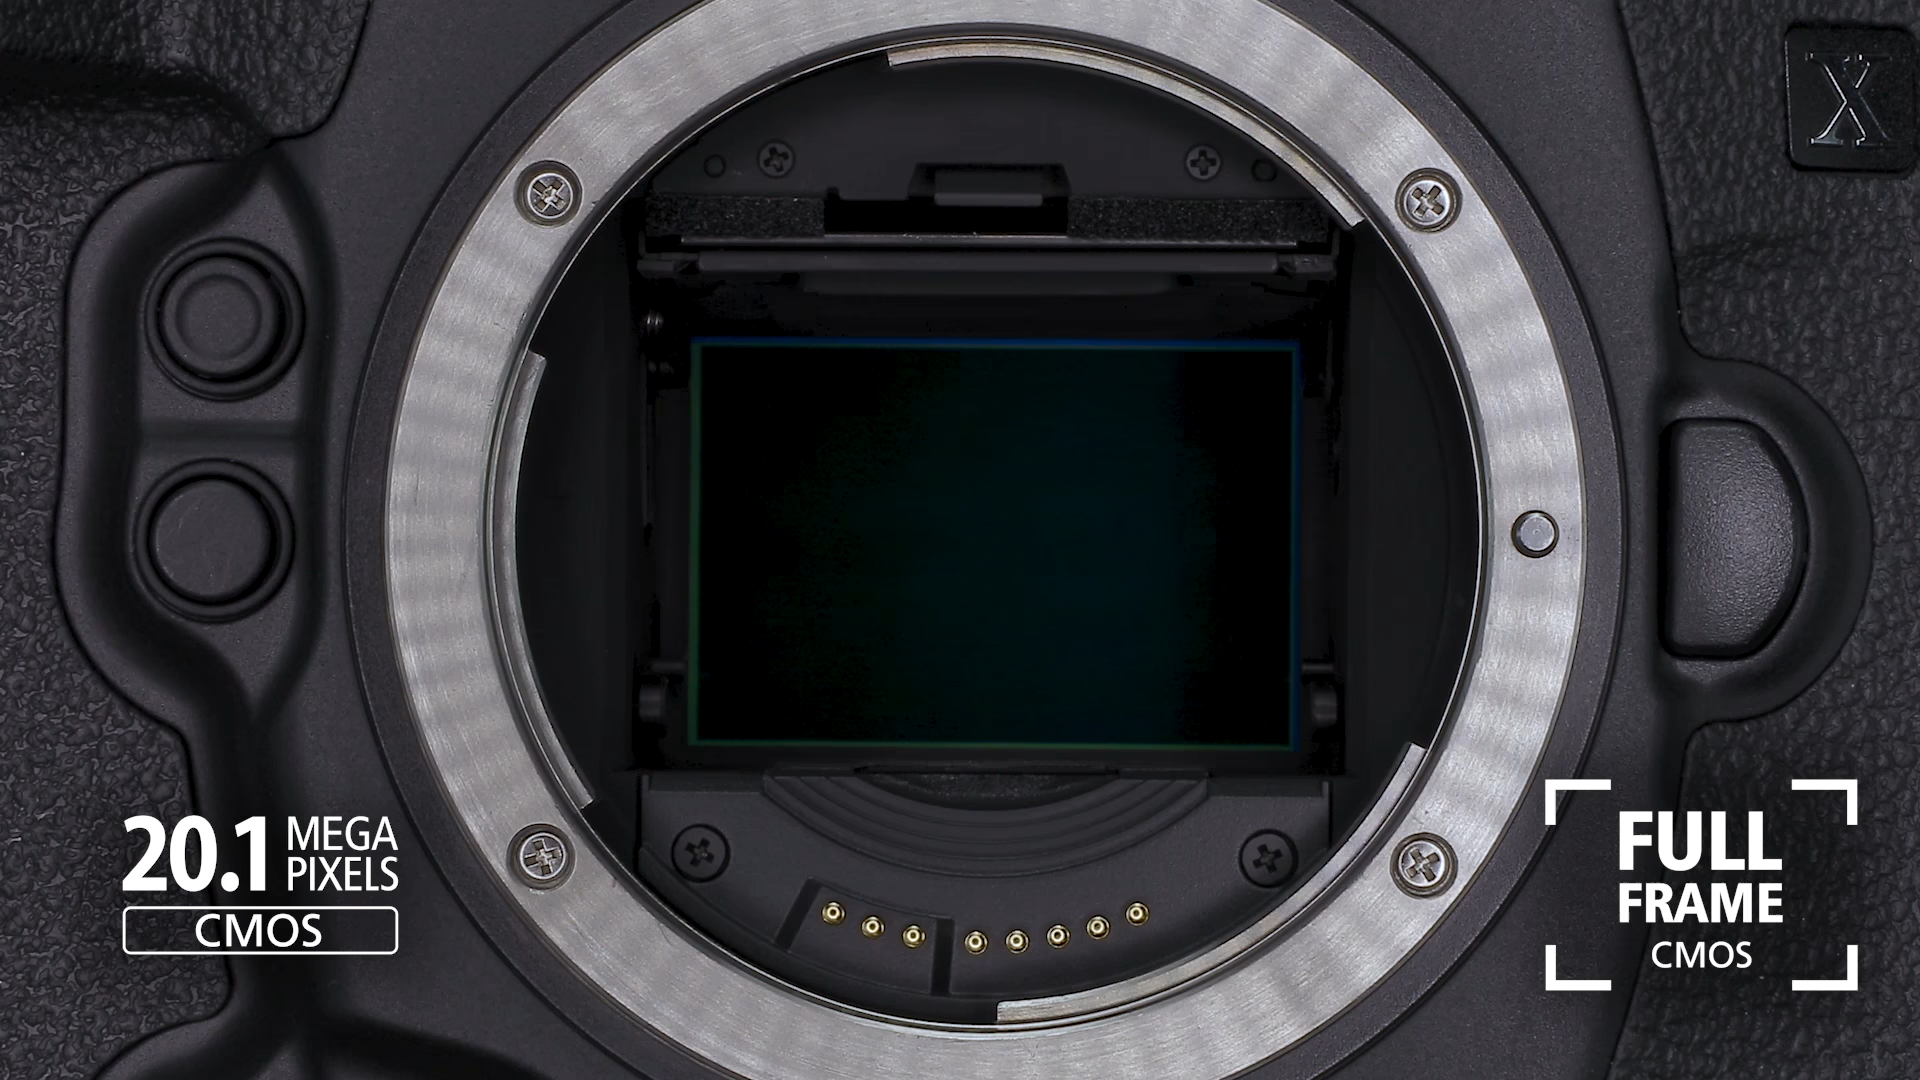 X
20.1 MEGA
PIXELS
CMOS
FULL
FRAME
CMOS